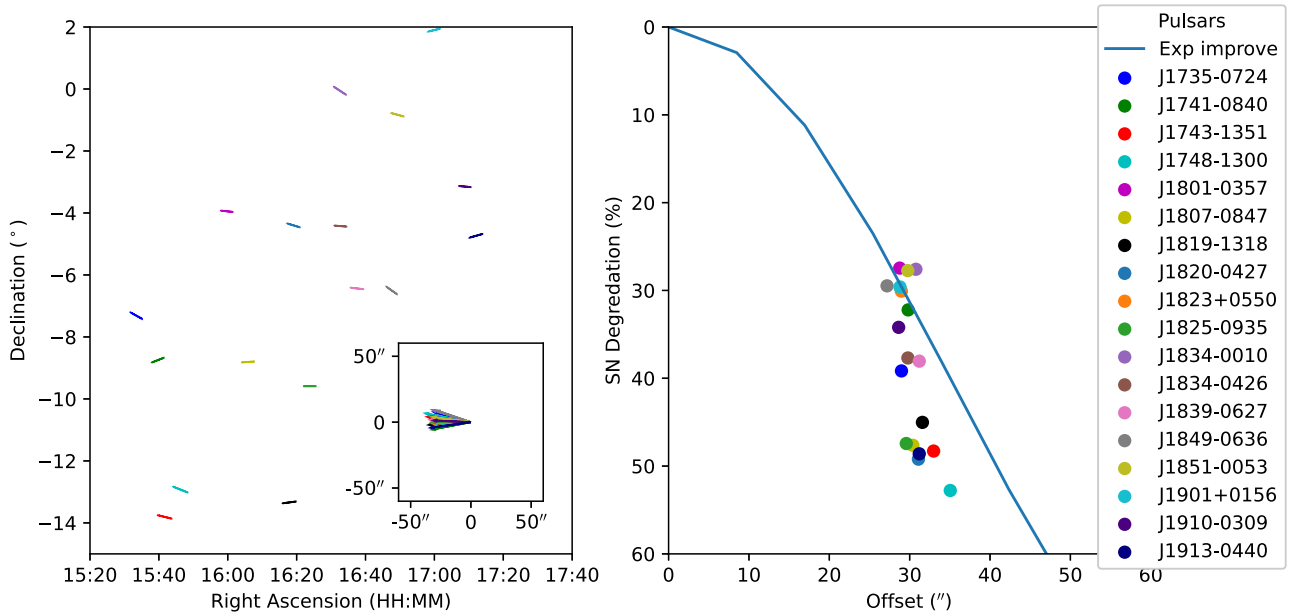 2
0
−2
−4
−6
−8
−10
−12
−14
Declination (°)
15:20
15:40
16:00
16:20
16:40
17:00
17:20
17:40
Right Ascension (HH:MM)
50″
0
-50″
-50″
0
50″
0
10
20
30
40
50
60
SN Degredation (%)
0
10
20
30
40
50
60
Offset (″)
Pulsars
Exp improve
J1735-0724
J1741-0840
J1743-1351
J1748-1300
J1801-0357
J1807-0847
J1819-1318
J1820-0427
J1823+0550
J1825-0935
J1834-0010
J1834-0426
J1839-0627
J1849-0636
J1851-0053
J1901+0156
J1910-0309
J1913-0440